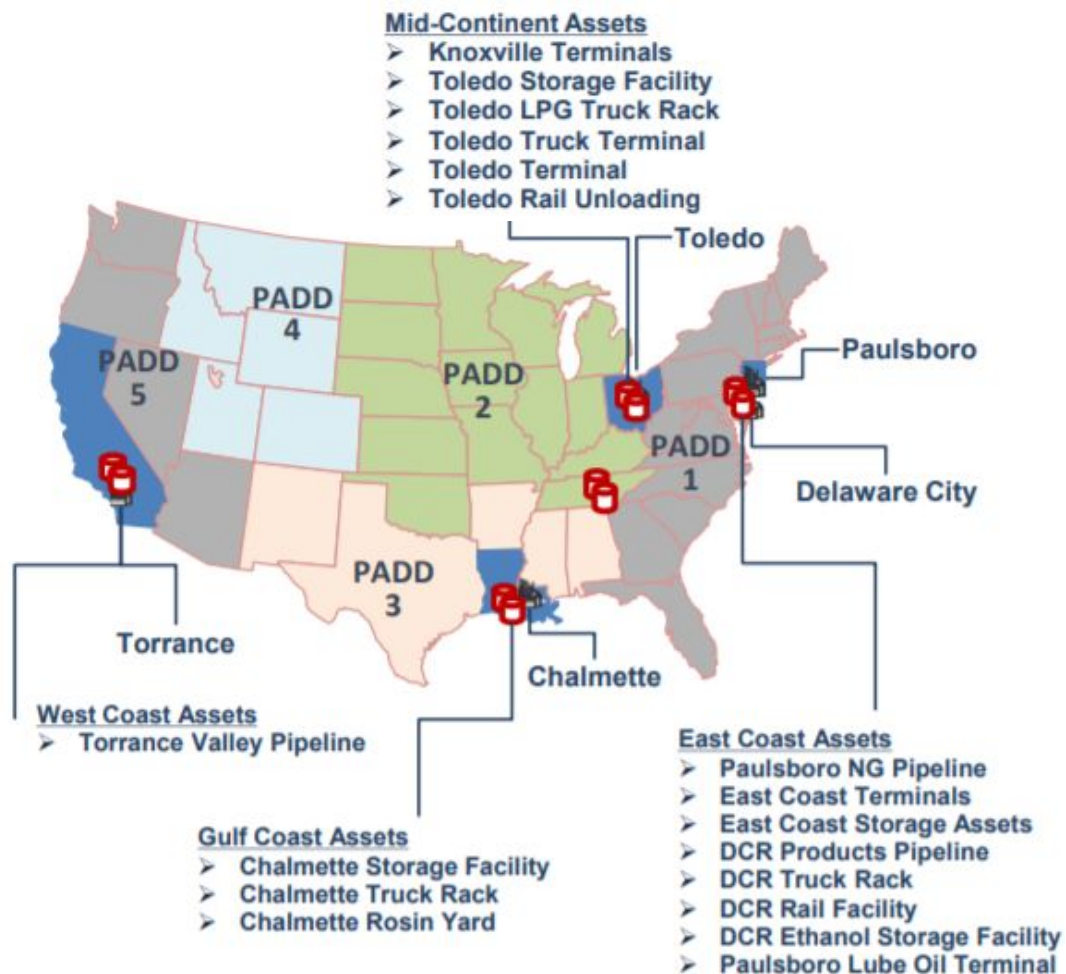 Mid-Continent Assets
➢ Knoxville Terminals
➢ Toledo Storage Facility
➢ Toledo LPG Truck Rack
➢ Toledo Truck Terminal
➢ Toledo Terminal
➢ Toledo Rail Unloading
Toledo
PADD
4
PADD
5
PADD
2
Paulsboro
PADD
1
Delaware City
PADD
3
Torrance
Chalmette
West Coast Assets
➢ Torrance Valley Pipeline
Gulf Coast Assets
➢ Chalmette Storage Facility
➢ Chalmette Truck Rack
➢ Chalmette Rosin Yard
East Coast Assets
➢ Paulsboro NG Pipeline
➢ East Coast Terminals
➢ East Coast Storage Assets
➢ DCR Products Pipeline
➢ DCR Truck Rack
➢ DCR Rail Facility
➢ DCR Ethanol Storage Facility
➢ Paulsboro Lube Oil Terminal